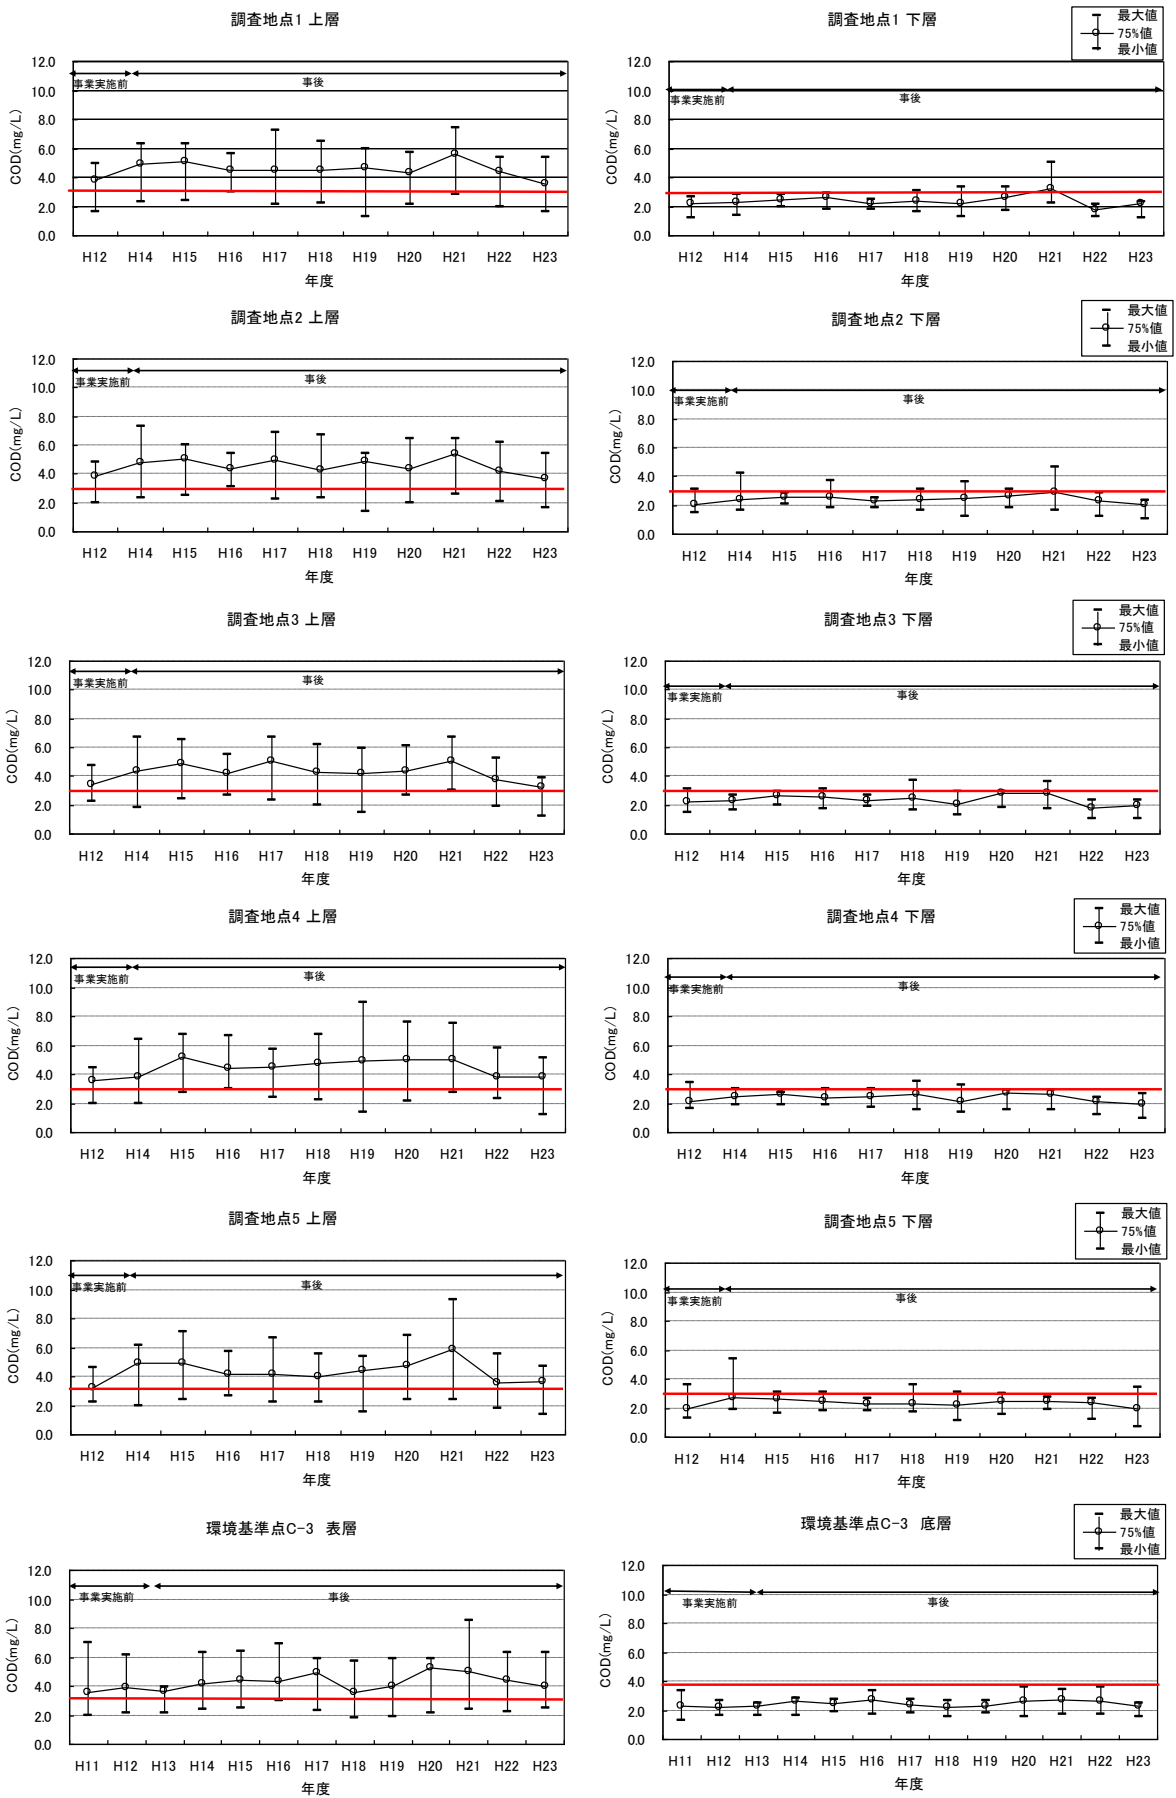 調査地点1 上層
12.0
10.0
8.0
6.0
4.0
2.0
0.0
COD(mg/L)
事業実施前
事後
H12 H14 H15 H16 H17 H18 H19 H20 H21 H22 H23
年度
調査地点1 下層
最大値
75%値
最小値
12.0
10.0
8.0
6.0
4.0
2.0
0.0
COD(mg/L)
事業実施前
事後
H12 H14 H15 H16 H17 H18 H19 H20 H21 H22 H23
年度
調査地点2 上層
12.0
10.0
8.0
6.0
4.0
2.0
0.0
COD(mg/L)
事業実施前
事後
H12 H14 H15 H16 H17 H18 H19 H20 H21 H22 H23
年度
調査地点2 下層
最大値
75%値
最小値
12.0
10.0
8.0
6.0
4.0
2.0
0.0
COD(mg/L)
事業実施前
事後
H12 H14 H15 H16 H17 H18 H19 H20 H21 H22 H23
年度
調査地点3 上層
12.0
10.0
8.0
6.0
4.0
2.0
0.0
COD(mg/L)
事業実施前
事後
H12 H14 H15 H16 H17 H18 H19 H20 H21 H22 H23
年度
調査地点3 下層
最大値
75%値
最小値
12.0
10.0
8.0
6.0
4.0
2.0
0.0
COD(mg/L)
事業実施前
事後
H12 H14 H15 H16 H17 H18 H19 H20 H21 H22 H23
年度
調査地点4 上層
12.0
10.0
8.0
6.0
4.0
2.0
0.0
COD(mg/L)
事業実施前
事後
H12 H14 H15 H16 H17 H18 H19 H20 H21 H22 H23
年度
調査地点4 下層
最大値
75%値
最小値
12.0
10.0
8.0
6.0
4.0
2.0
0.0
COD(mg/L)
事業実施前
事後
H12 H14 H15 H16 H17 H18 H19 H20 H21 H22 H23
年度
調査地点5 上層
12.0
10.0
8.0
6.0
4.0
2.0
0.0
COD(mg/L)
事業実施前
事後
H12 H14 H15 H16 H17 H18 H19 H20 H21 H22 H23
年度
調査地点5 下層
最大値
75%値
最小値
12.0
10.0
8.0
6.0
4.0
2.0
0.0
COD(mg/L)
事業実施前
事後
H12 H14 H15 H16 H17 H18 H19 H20 H21 H22 H23
年度
環境基準点C-3 表層
12.0
10.0
8.0
6.0
4.0
2.0
0.0
COD(mg/L)
事業実施前
事後
H11 H12 H13 H14 H15 H16 H17 H18 H19 H20 H21 H22 H23
年度
環境基準点C-3 底層
最大値
75%値
最小値
12.0
10.0
8.0
6.0
4.0
2.0
0.0
COD(mg/L)
事業実施前
事後
H11 H12 H13 H14 H15 H16 H17 H18 H19 H20 H21 H22 H23
年度